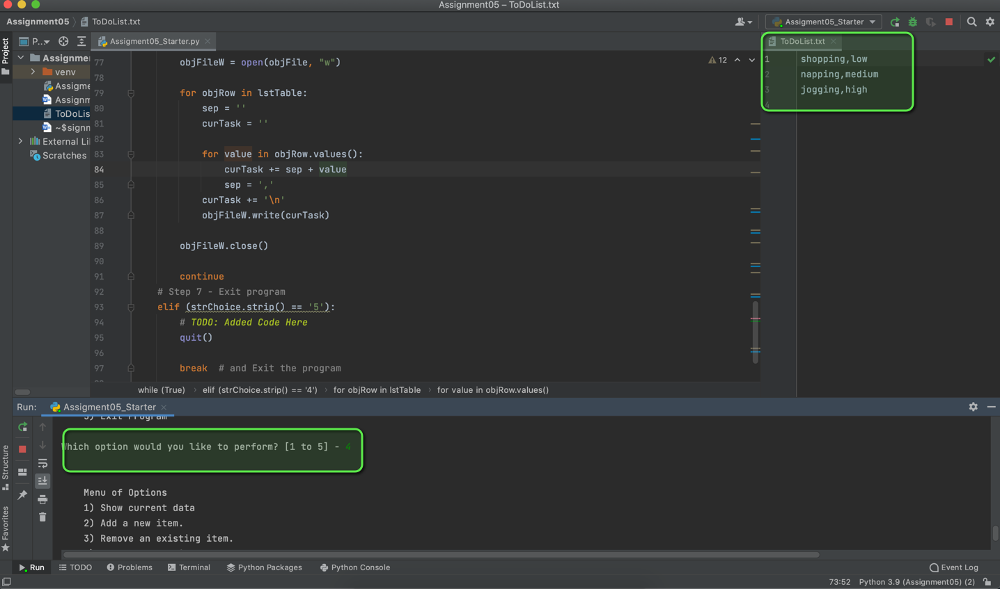 Assignment05 – ToDoList.txt
Assignment05 ToDoList.txt Assigment05_Starter
Project P.. Assigment05_Starter.py ToDoList.txt
Assignme
venv
Assigme
Assignm
ToDoLis
~$signm
External Li
Scratches
12
77 objFileW = open(objFile, "w")
78
79 for objRow in lstTable:
80 sep = ''
81 curTask = ''
82
83 for value in objRow.values():
84 curTask += sep + value
85 sep = ','
86 curTask += '\n'
87 objFileW.write(curTask)
88
89 objFileW.close()
90
91 continue
92 # Step 7 - Exit program
93 elif (strChoice.strip() == '5'):
94 # TODO: Added Code Here
95 quit()
96
97 break # and Exit the program
1 shopping,low
2 napping,medium
3 jogging,high
4
while (True) elif (strChoice.strip() == '4') for objRow in lstTable for value in objRow.values()
Run: Assigment05_Starter
5) Exit Program
Which option would you like to perform? [1 to 5] - 4
Menu of Options
1) Show current data
2) Add a new item.
3) Remove an existing item.
Structure
Favorites
Run TODO Problems Terminal Python Packages Python Console Event Log
73:52 Python 3.9 (Assignment05) (2)